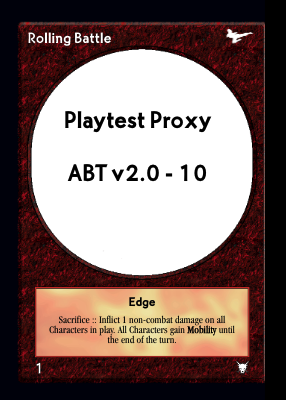 Rolling Battle
Playtest Proxy
ABT v2.0 - 10
Edge
Sacrifice :: Inflict 1 non-combat damage on all
Characters in play. All Characters gain Mobility until
the end of the turn.
1